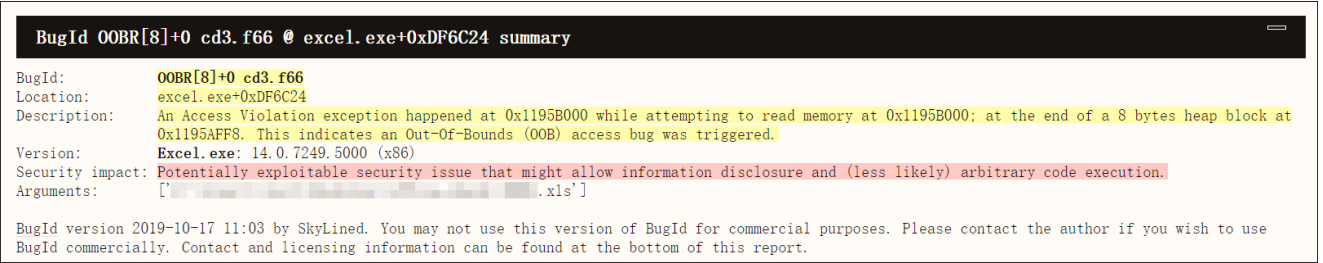 BugId OOBR[8]+0 cd3.f66 @ excel.exe+0xDF6C24 summary
BugId: OOBR[8]+0 cd3.f66
Location: excel.exe+0xDF6C24
Description: An Access Violation exception happened at 0x1195B000 while attempting to read memory at 0x1195B000; at the end of a 8 bytes heap block at
0x1195AFF8. This indicates an Out-Of-Bounds (OOB) access bug was triggered.
Version: Excel.exe: 14.0.7249.5000 (x86)
Security impact: Potentially exploitable security issue that might allow information disclosure and (less likely) arbitrary code execution.
Arguments: [' .xls']
BugId version 2019-10-17 11:03 by SkyLined. You may not use this version of BugId for commercial purposes. Please contact the author if you wish to use
BugId commercially. Contact and licensing information can be found at the bottom of this report.